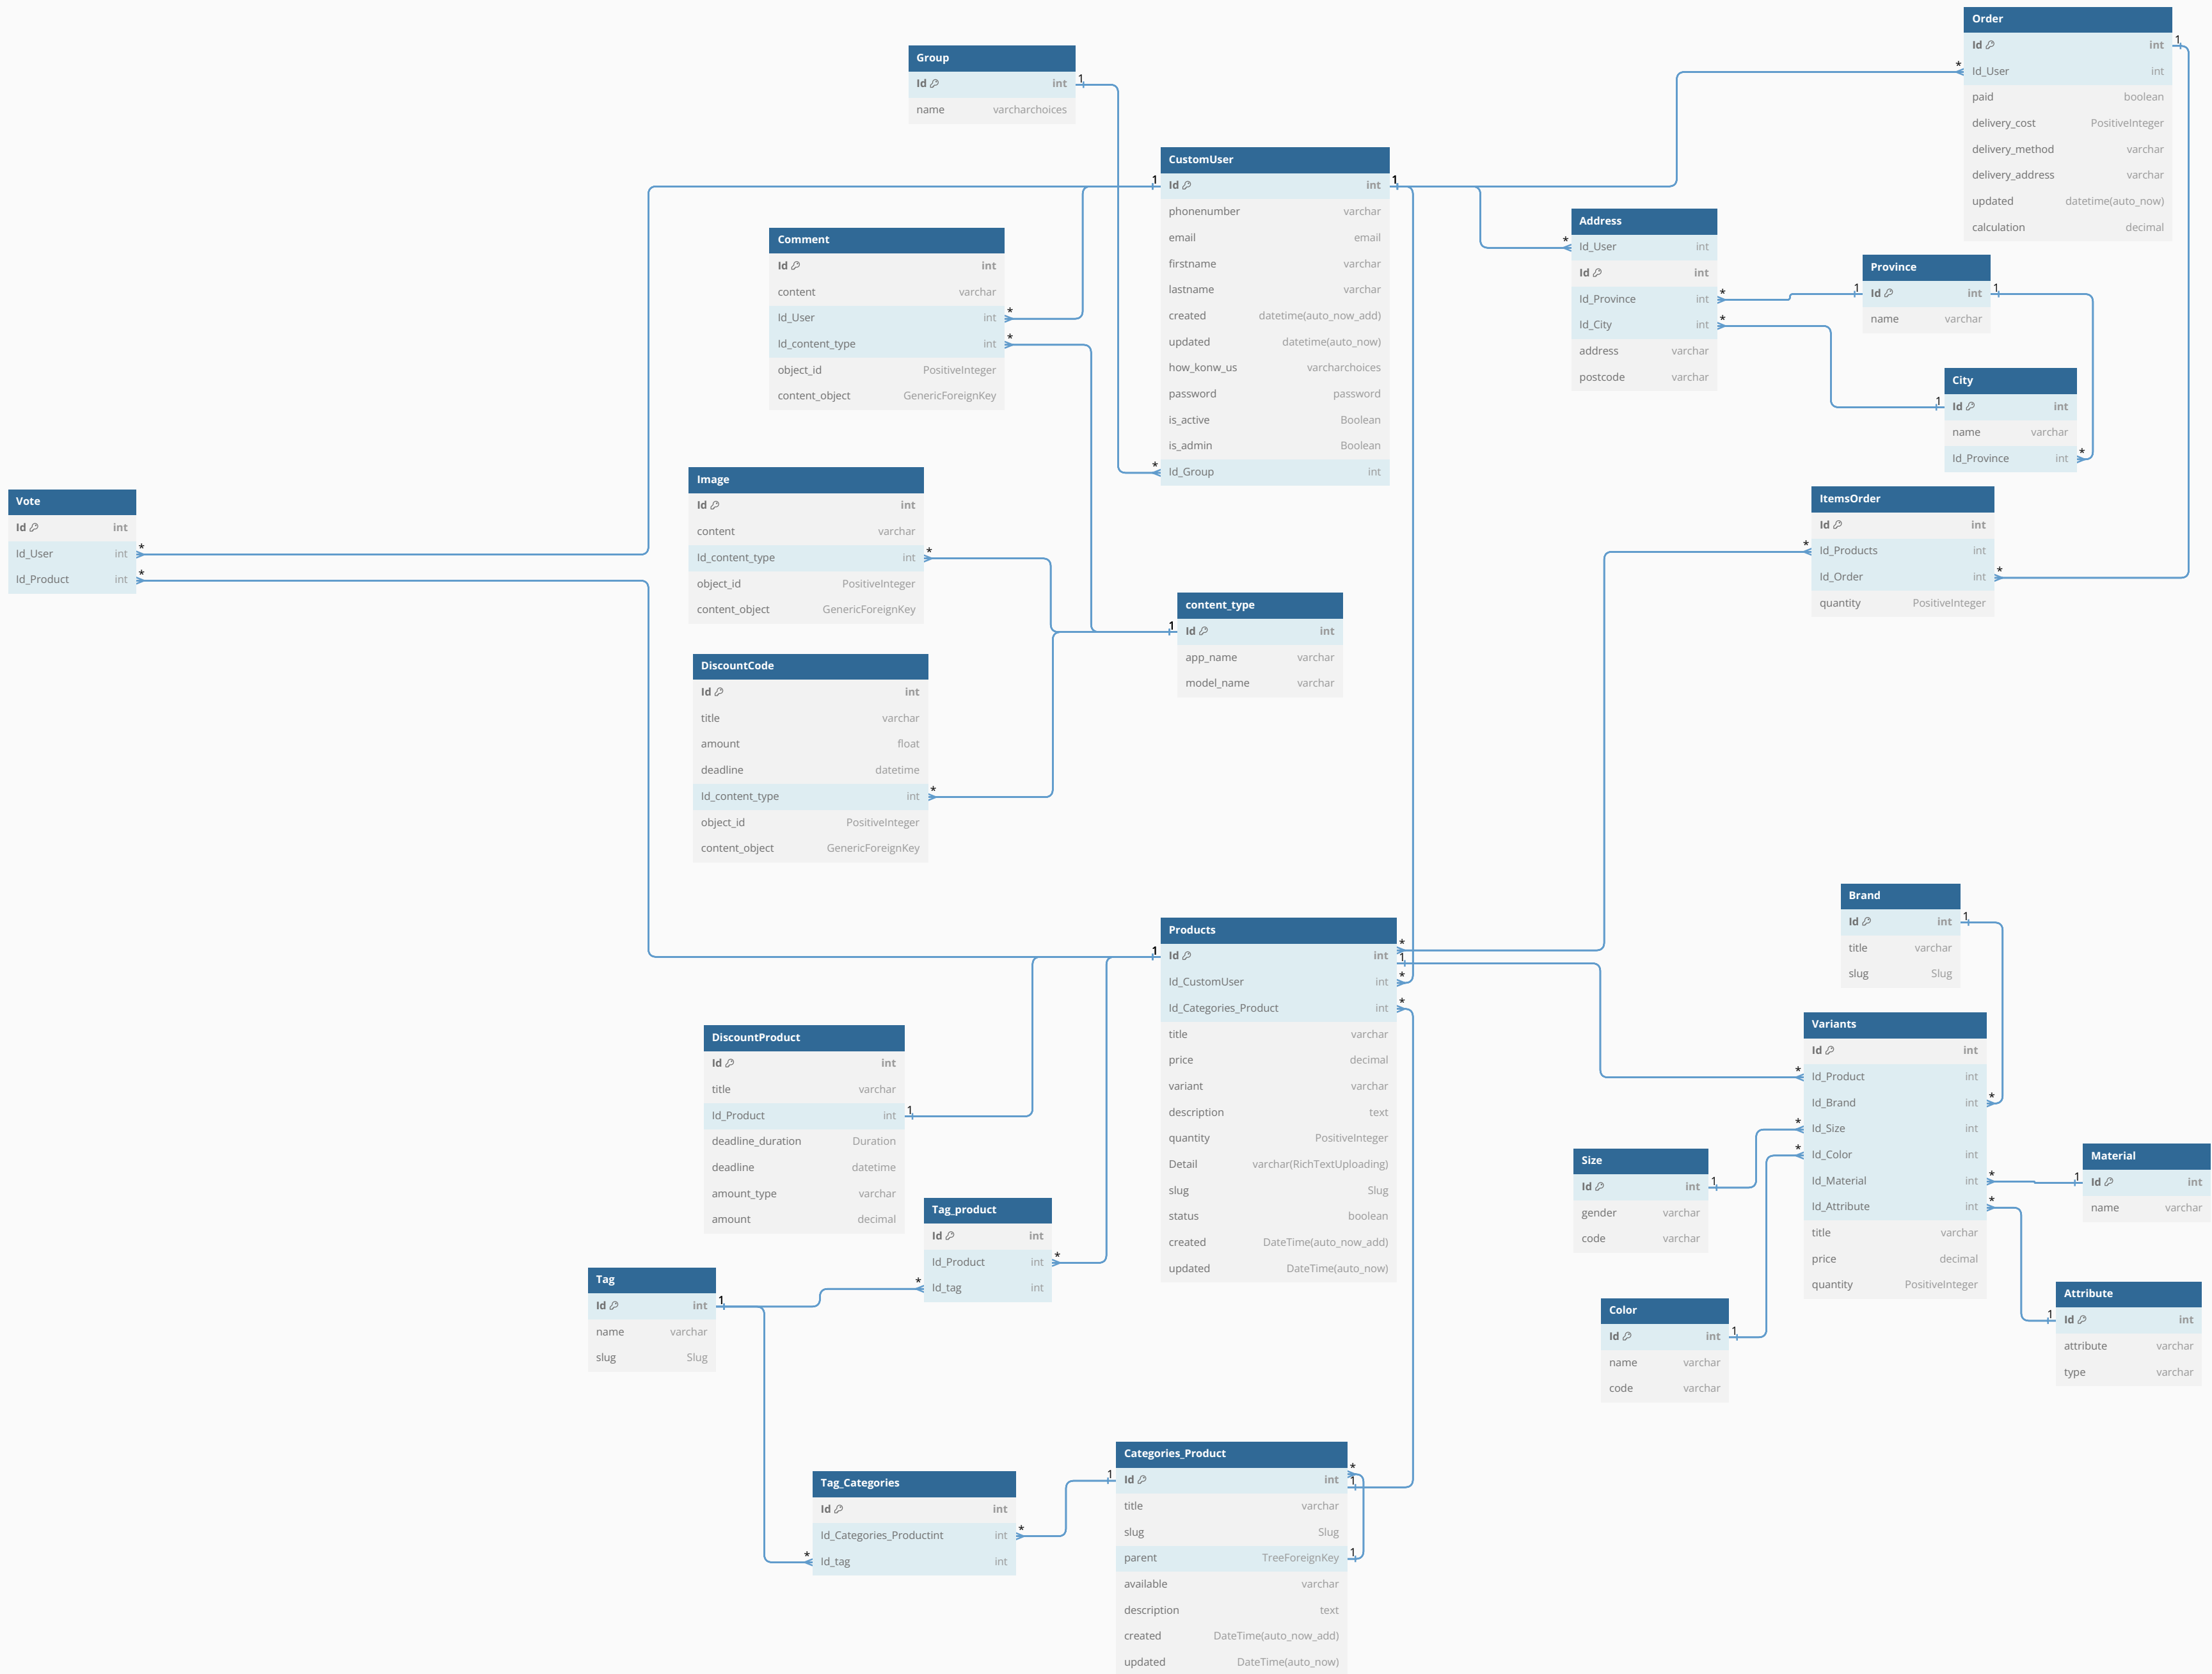 Order
Id int
Id_User int
paid boolean
delivery_cost PositiveInteger
delivery_method varchar
delivery_address varchar
updated datetime(auto_now)
calculation decimal
Group
Id int
name varcharchoices
CustomUser
Id int
phonenumber varchar
email email
firstname varchar
lastname varchar
created datetime(auto_now_add)
updated datetime(auto_now)
how_konw_us varcharchoices
password password
is_active Boolean
is_admin Boolean
Id_Group int
Address
Id_User int
Id int
Id_Province int
Id_City int
address varchar
postcode varchar
Comment
Id int
content varchar
Id_User int
Id_content_type int
object_id PositiveInteger
content_object GenericForeignKey
Province
Id int
name varchar
City
Id int
name varchar
Id_Province int
Image
Id int
content varchar
Id_content_type int
object_id PositiveInteger
content_object GenericForeignKey
Vote
Id int
Id_User int
Id_Product int
ItemsOrder
Id int
Id_Products int
Id_Order int
quantity PositiveInteger
content_type
Id int
app_name varchar
model_name varchar
DiscountCode
Id int
title varchar
amount float
deadline datetime
Id_content_type int
object_id PositiveInteger
content_object GenericForeignKey
Brand
Id int
title varchar
slug Slug
Products
Id int
Id_CustomUser int
Id_Categories_Product int
title varchar
price decimal
variant varchar
description text
quantity PositiveInteger
Detail varchar(RichTextUploading)
slug Slug
status boolean
created DateTime(auto_now_add)
updated DateTime(auto_now)
Variants
Id int
Id_Product int
Id_Brand int
Id_Size int
Id_Color int
Id_Material int
Id_Attribute int
title varchar
price decimal
quantity PositiveInteger
DiscountProduct
Id int
title varchar
Id_Product int
deadline_duration Duration
deadline datetime
amount_type varchar
amount decimal
Material
Id int
name varchar
Size
Id int
gender varchar
code varchar
Tag_product
Id int
Id_Product int
Id_tag int
Tag
Id int
name varchar
slug Slug
Attribute
Id int
attribute varchar
type varchar
Color
Id int
name varchar
code varchar
Categories_Product
Id int
title varchar
slug Slug
parent TreeForeignKey
available varchar
description text
created DateTime(auto_now_add)
updated DateTime(auto_now)
Tag_Categories
Id int
Id_Categories_Productint int
Id_tag int